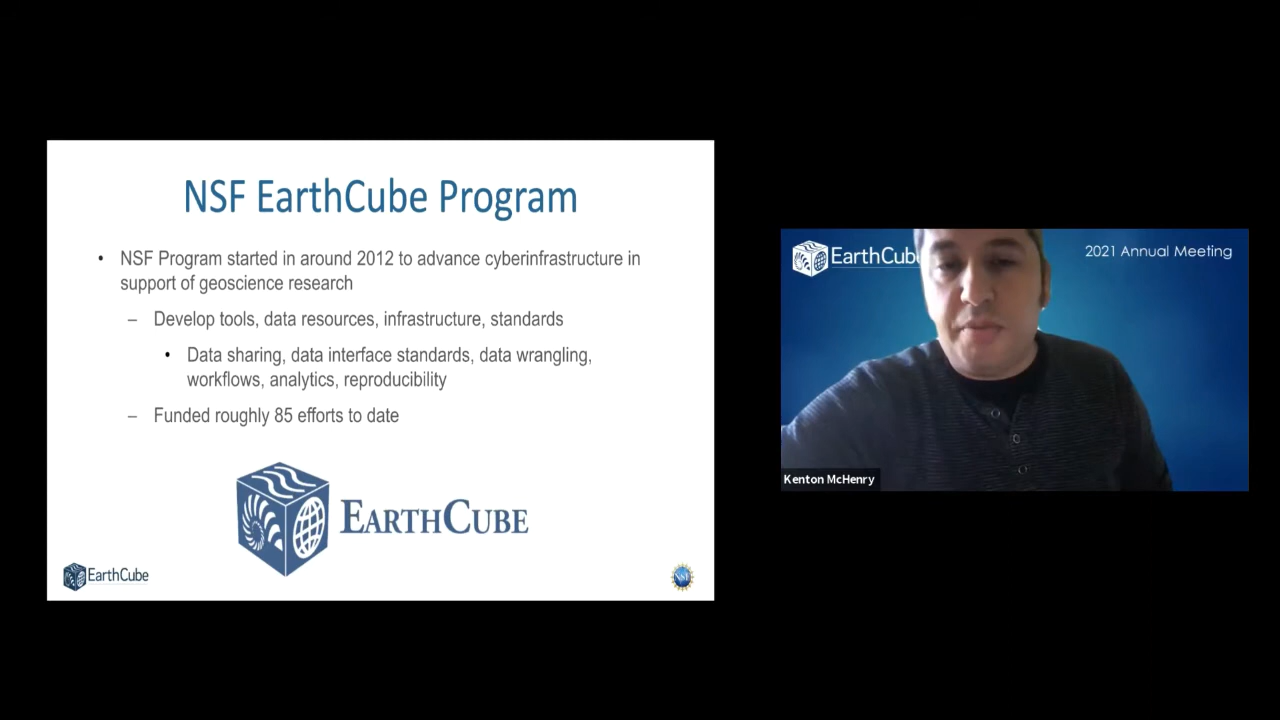 NSF EarthCube Program
• NSF Program started in around 2012 to advance cyberinfrastructure in
support of geoscience research
– Develop tools, data resources, infrastructure, standards
• Data sharing, data interface standards, data wrangling,
workflows, analytics, reproducibility
– Funded roughly 85 efforts to date
EARTHCUBE
EarthCube
NSF
EarthCub
2021 Annual Meeting
Kenton McHenry